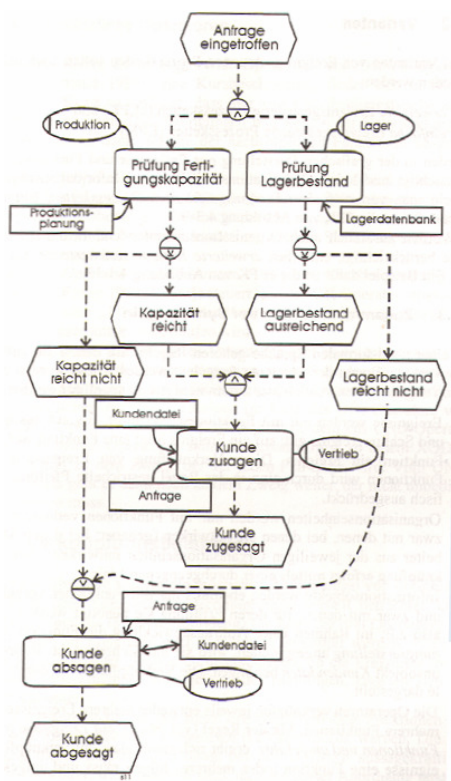 Anfrage
eingetroffen
∧
Produktion
Lager
Prüfung Ferti-
gungskapazität
Prüfung
Lagerbestand
Produktions-
planung
Lagerdatenbank
Kapazität
reicht
Lagerbestand
ausreichend
Kapazität
reicht nicht
Lagerbestand
reicht nicht
∧
Kundendatei
Kunde
zusagen
Vertrieb
Anfrage
Kunde
zugesagt
∨
Anfrage
Kunde
absagen
Kundendatei
Vertrieb
Kunde
abgesagt